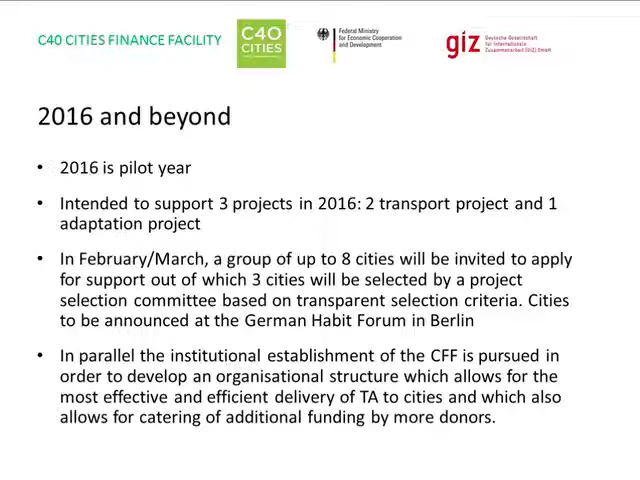 C40 CITIES FINANCE FACILITY
C40
CITIES
Federal Ministry
for Economic Cooperation
and Development
giz
Deutsche Gesellschaft
für Internationale
Zusammenarbeit (GIZ) GmbH
2016 and beyond
• 2016 is pilot year
• Intended to support 3 projects in 2016: 2 transport project and 1
adaptation project
• In February/March, a group of up to 8 cities will be invited to apply
for support out of which 3 cities will be selected by a project
selection committee based on transparent selection criteria. Cities
to be announced at the German Habit Forum in Berlin
• In parallel the institutional establishment of the CFF is pursued in
order to develop an organisational structure which allows for the
most effective and efficient delivery of TA to cities and which also
allows for catering of additional funding by more donors.